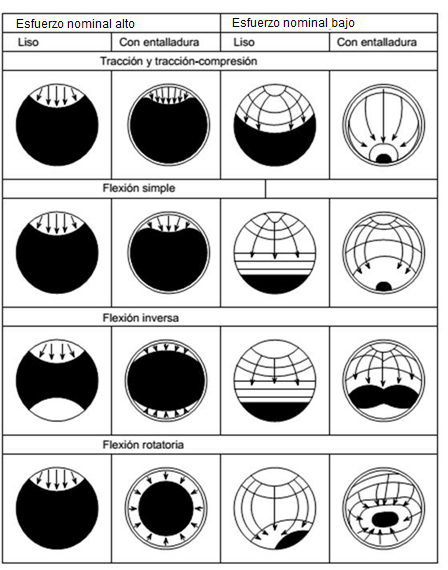 Esfuerzo nominal alto
Esfuerzo nominal bajo
Liso
Con entalladura
Liso
Con entalladura
Tracción y tracción-compresión
Flexión simple
Flexión inversa
Flexión rotatoria